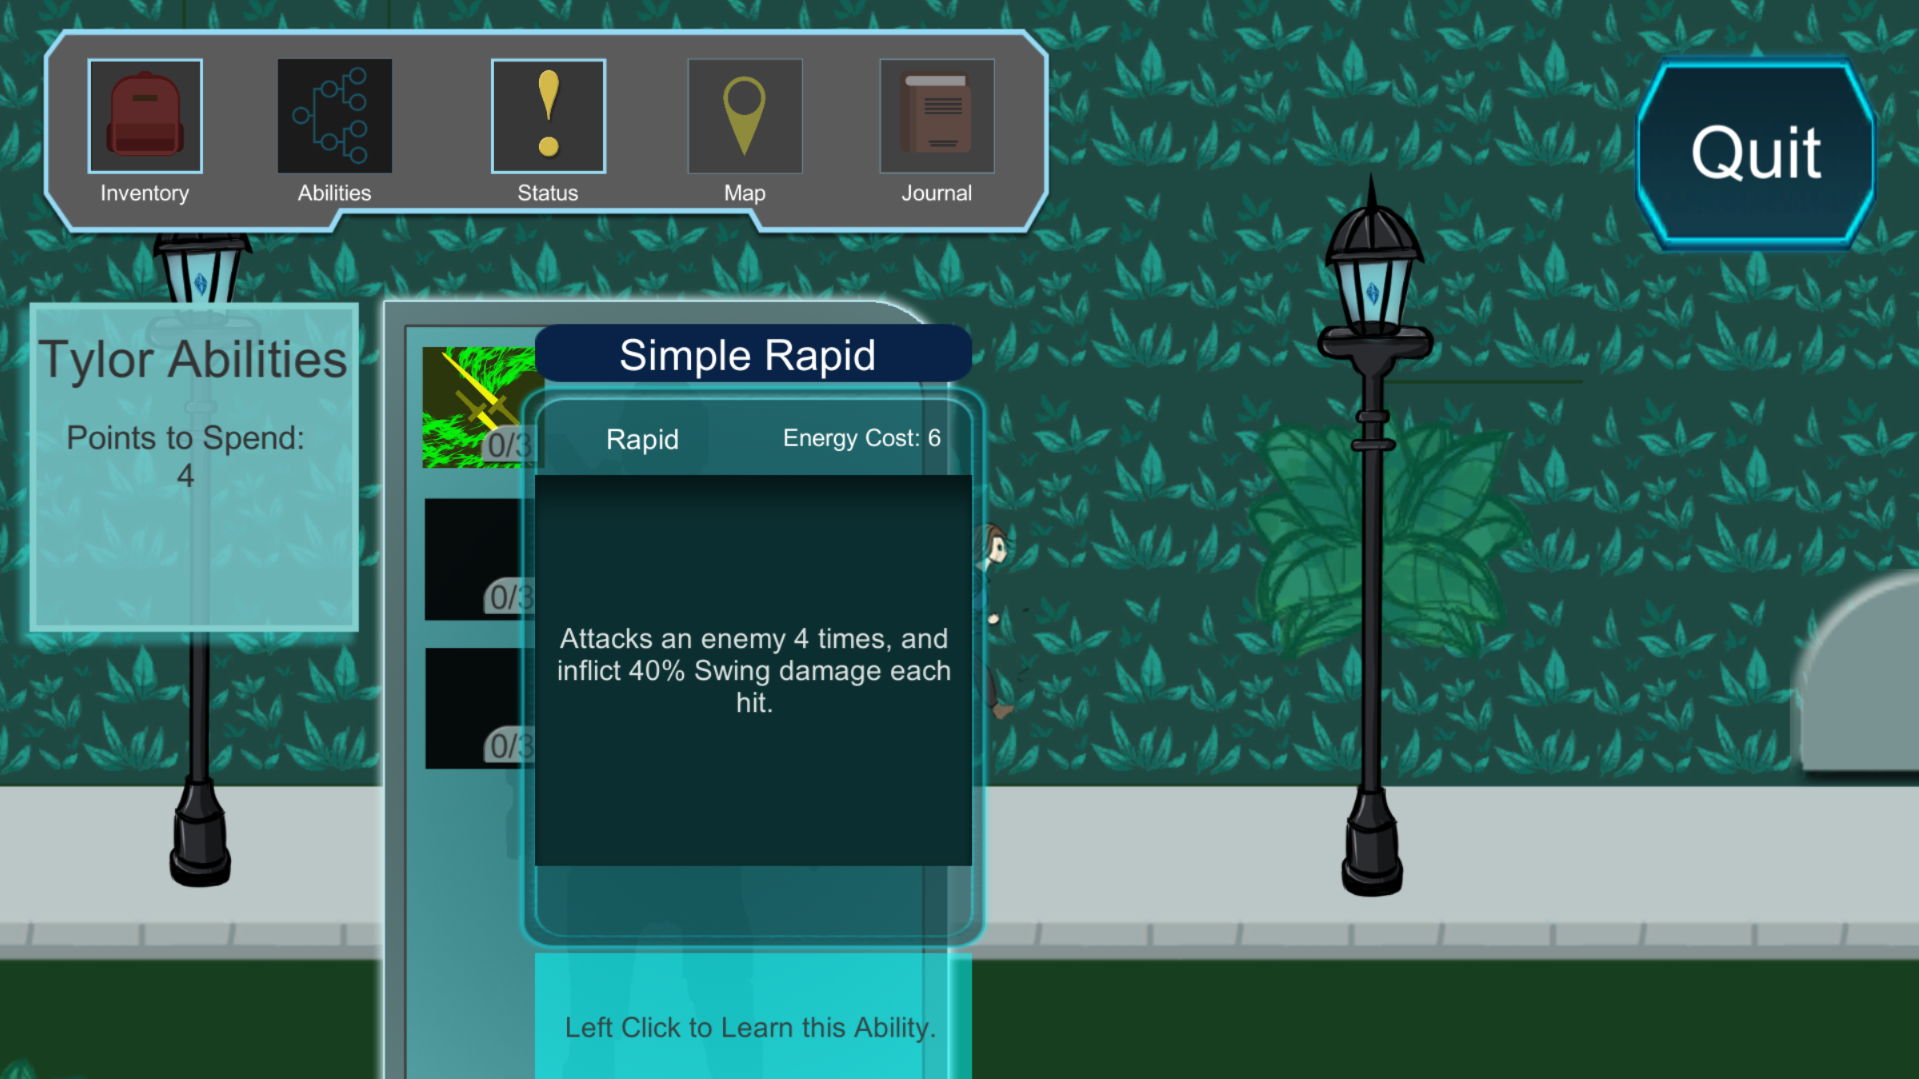 Inventory
Abilities
Status
Map
Journal
Quit
Tylor Abilities
Points to Spend:
4
0/3
0/3
0/3
Simple Rapid
Rapid
Energy Cost: 6
Attacks an enemy 4 times, and
inflict 40% Swing damage each
hit.
Left Click to Learn this Ability.